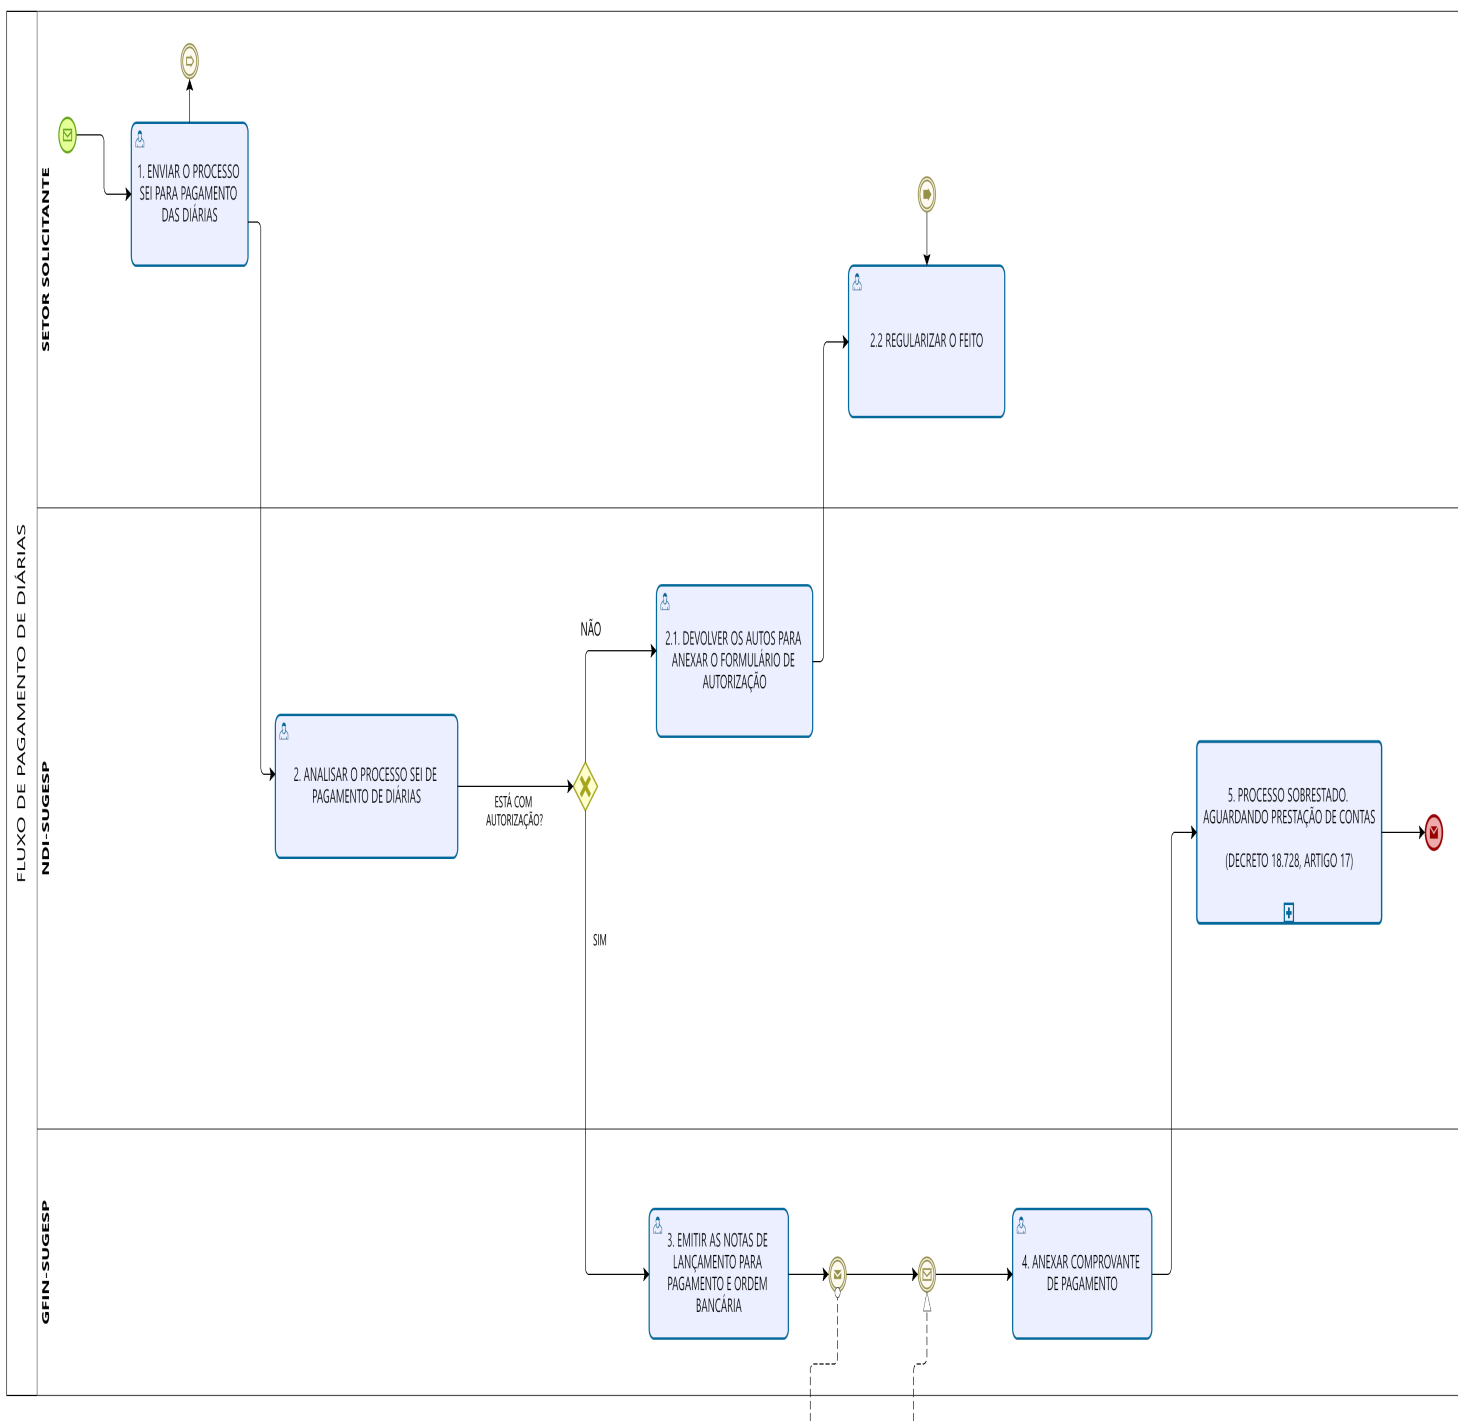 FLUXO DE PAGAMENTO DE DIÁRIAS
SETOR SOLICITANTE
1. ENVIAR O PROCESSO
SEI PARA PAGAMENTO
DAS DIÁRIAS
2.2 REGULARIZAR O FEITO
NDI-SUGESP
2. ANALISAR O PROCESSO SEI DE
PAGAMENTO DE DIÁRIAS
ESTÁ COM
AUTORIZAÇÃO?
NÃO
2.1. DEVOLVER OS AUTOS PARA
ANEXAR O FORMULÁRIO DE
AUTORIZAÇÃO
SIM
5. PROCESSO SOBRESTADO.
AGUARDANDO PRESTAÇÃO DE CONTAS
(DECRETO 18.728, ARTIGO 17)
GFIN-SUGESP
3. EMITIR AS NOTAS DE
LANÇAMENTO PARA
PAGAMENTO E ORDEM
BANCÁRIA
4. ANEXAR COMPROVANTE
DE PAGAMENTO